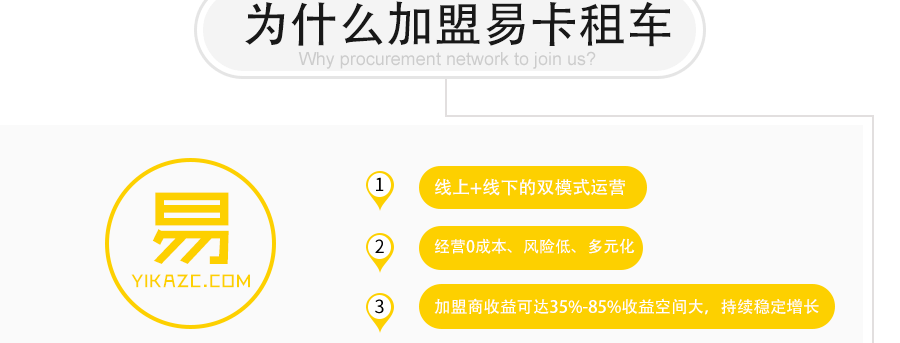 为什么加盟易卡租车
Why procurement network to join us?
易
YIKAZC.COM
1
线上+线下的双模式运营
2
经营0成本、风险低、多元化
3
加盟商收益可达35%-85%收益空间大，持续稳定增长